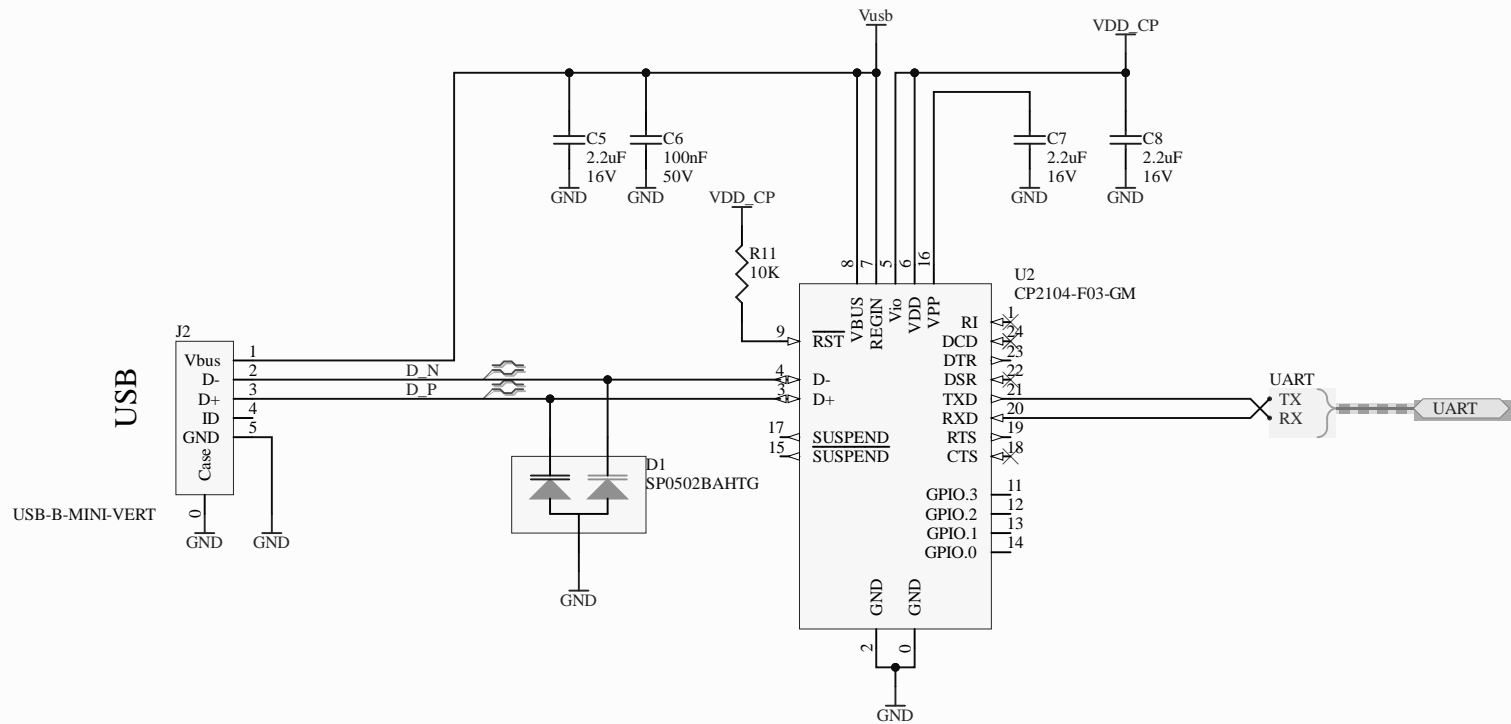 Vusb
VDD_CP
C5
2.2uF
16V
GND
C6
100nF
50V
GND
C7
2.2uF
16V
GND
C8
2.2uF
16V
GND
VDD_CP
R11
10K
8
7
5
6
16
U2
CP2104-F03-GM
VBUS
REGIN
Vio
VDD
VPP
9
RST
4
D-
3
D+
17
SUSPEND
15
SUSPEND
RI
1
DCD
24
DTR
23
DSR
22
TXD
21
RXD
20
RTS
19
CTS
18
GPIO.3
11
GPIO.2
12
GPIO.1
13
GPIO.0
14
GND
GND
2
0
GND
USB
J2
Vbus
1
D-
2
D+
3
ID
4
GND
5
Case
0
USB-B-MINI-VERT
GND
GND
D_N
D_P
D1
SP0502BAHTG
GND
UART
TX
RX
UART